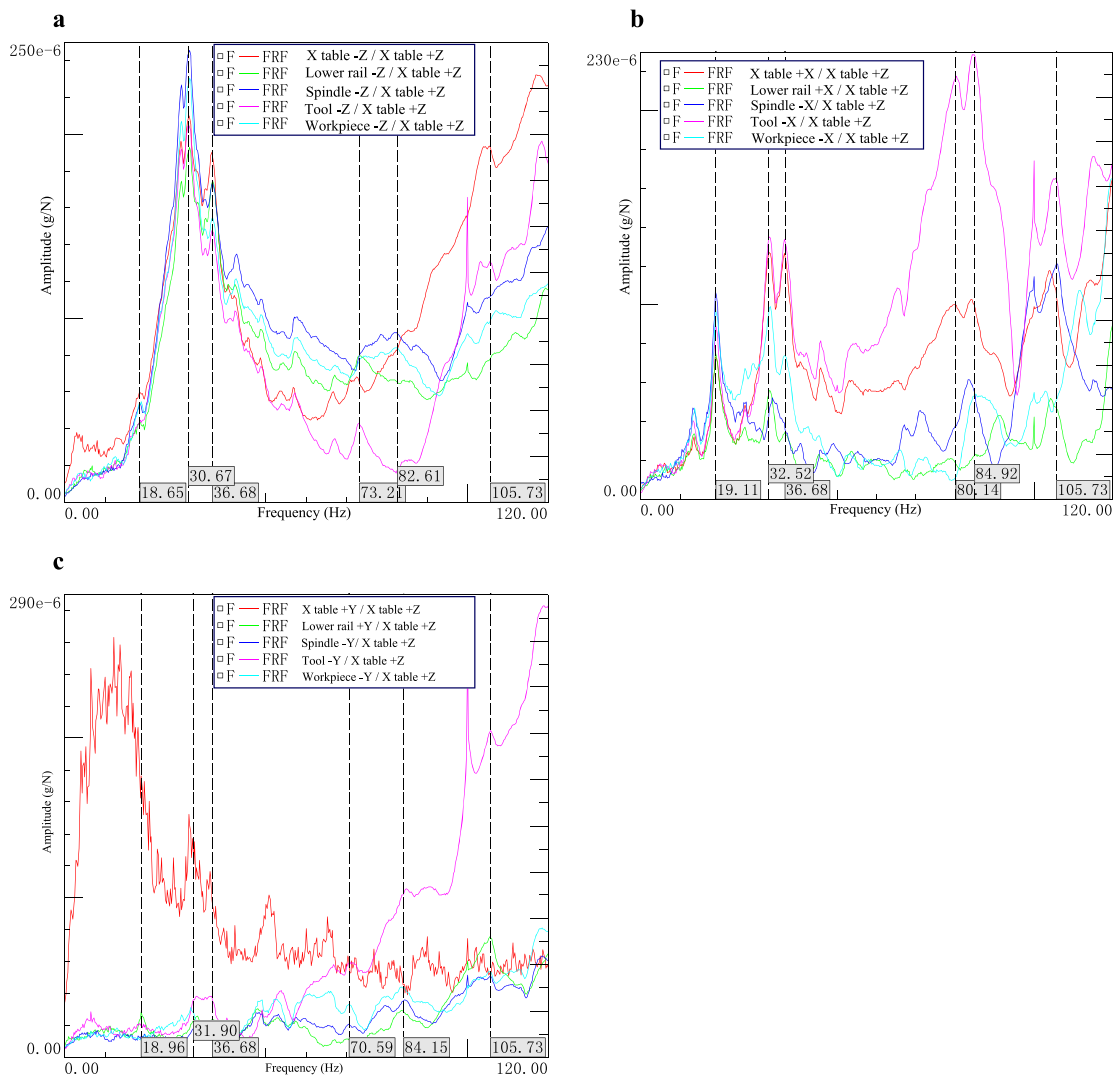 a
250e-6
F FRF X table -Z / X table +Z
F FRF Lower rail -Z / X table +Z
F FRF Spindle -Z / X table +Z
F FRF Tool -Z / X table +Z
F FRF Workpiece -Z / X table +Z
Amplitude (g/N)
30.67
82.61
0.00
18.65
36.68
73.21
105.73
0.00
Frequency (Hz)
120.00
b
230e-6
F FRF X table +X / X table +Z
F FRF Lower rail +X / X table +Z
F FRF Spindle -X/ X table +Z
F FRF Tool -X / X table +Z
F FRF Workpiece -X / X table +Z
Amplitude (g/N)
32.52
84.92
0.00
19.11
36.68
80.14
105.73
0.00
Frequency (Hz)
120.00
c
290e-6
F FRF X table +Y / X table +Z
F FRF Lower rail +Y / X table +Z
F FRF Spindle -Y/ X table +Z
F FRF Tool -Y / X table +Z
F FRF Workpiece -Y / X table +Z
Amplitude (g/N)
31.90
0.00
18.96
36.68
70.59
84.15
105.73
0.00
Frequency (Hz)
120.00